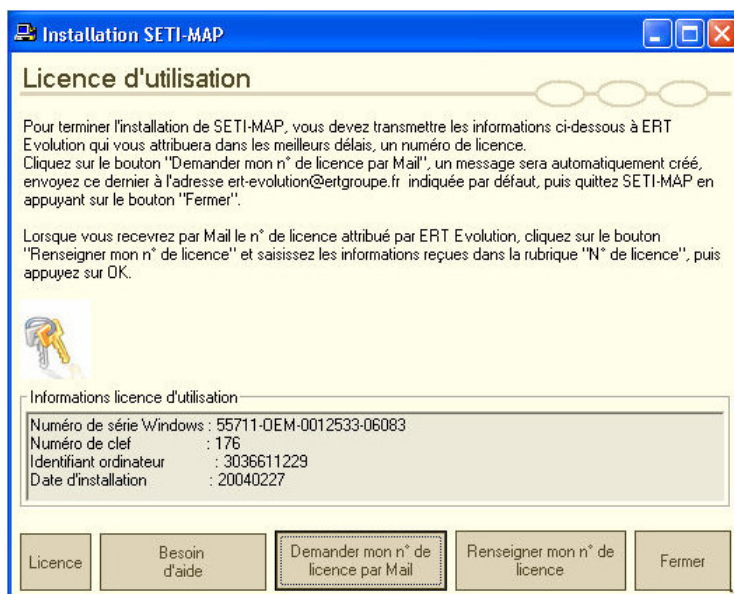 Installation SETI-MAP
Licence d'utilisation
Pour terminer l'installation de SETI-MAP, vous devez transmettre les informations ci-dessous à ERT
Evolution qui vous attribuera dans les meilleurs délais, un numéro de licence.
Cliquez sur le bouton "Demander mon n° de licence par Mail", un message sera automatiquement créé,
envoyez ce dernier à l'adresse ert-evolution@ertgroupe.fr indiquée par défaut, puis quittez SETI-MAP en
appuyant sur le bouton "Fermer".
Lorsque vous recevrez par Mail le n° de licence attribué par ERT Evolution, cliquez sur le bouton
"Renseigner mon n° de licence" et saisissez les informations reçues dans la rubrique "N° de licence", puis
appuyez sur OK.
Informations licence d'utilisation
Numéro de série Windows : 55711-OEM-0012533-06083
Numéro de clef : 176
Identifiant ordinateur : 3036611229
Date d'installation : 20040227
Licence
Besoin
d'aide
Demander mon n° de
licence par Mail
Renseigner mon n° de
licence
Fermer